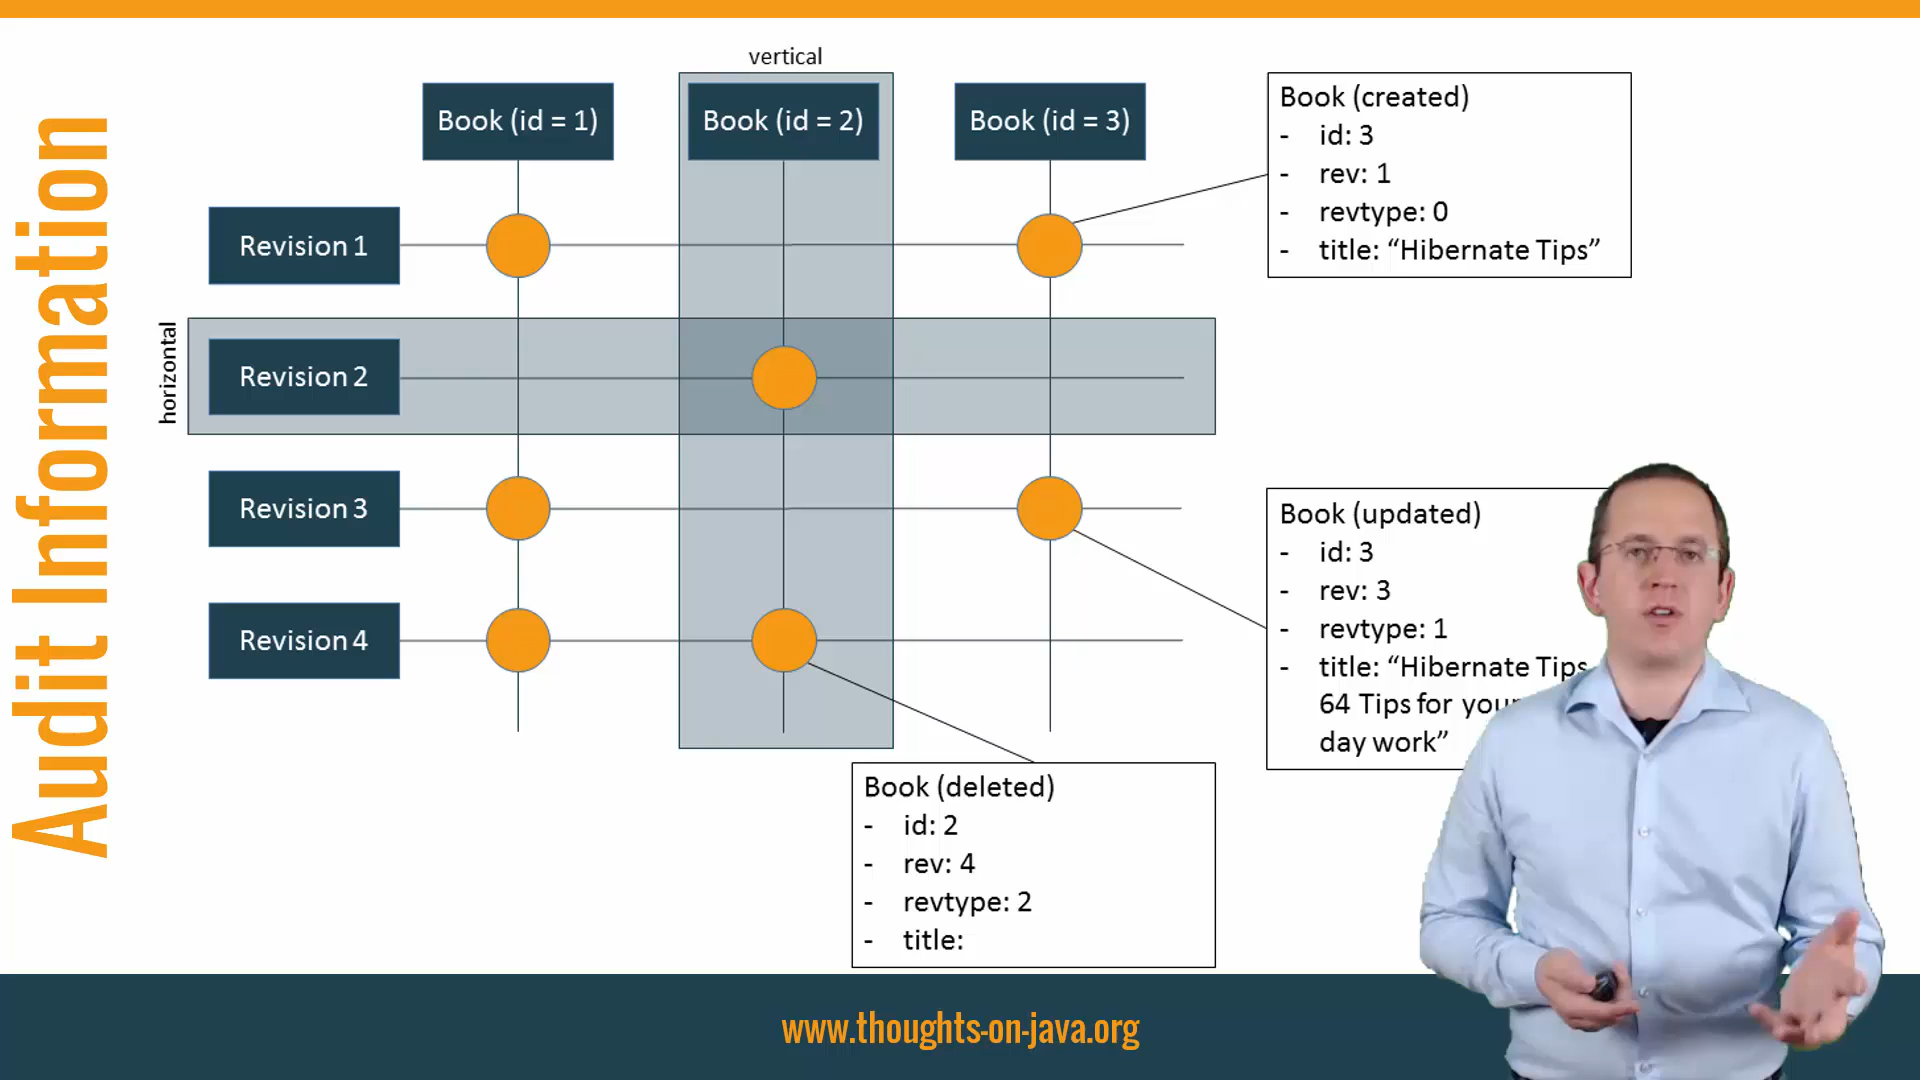 Audit Information
vertical
Book (id = 1)
Book (id = 2)
Book (id = 3)
horizontal
Revision 1
Revision 2
Revision 3
Revision 4
Book (created)
- id: 3
- rev: 1
- revtype: 0
- title: “Hibernate Tips”
Book (updated)
- id: 3
- rev: 3
- revtype: 1
- title: “Hibernate Tips
64 Tips for
day work”
Book (deleted)
- id: 2
- rev: 4
- revtype: 2
- title:
www.thoughts-on-java.org